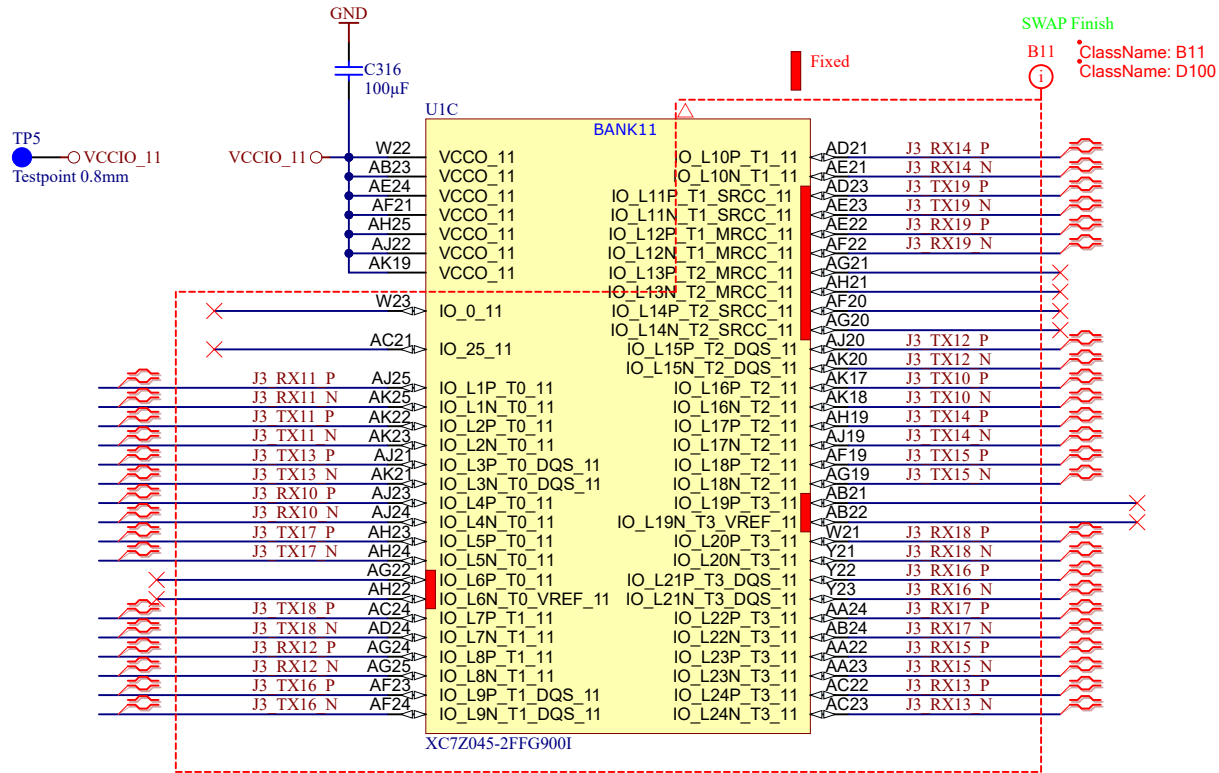 GND
C316
100µF
TP5
VCCIO_11
Testpoint 0.8mm
VCCIO_11
SWAP Finish
B11
i
ClassName: B11
ClassName: D100
Fixed
U1C
BANK11
W22 VCCO_11
AB23 VCCO_11
AE24 VCCO_11
AF21 VCCO_11
AH25 VCCO_11
AJ22 VCCO_11
AK19 VCCO_11
W23 IO_0_11
AC21 IO_25_11
J3_RX11_P AJ25 IO_L1P_T0_11
J3_RX11_N AK25 IO_L1N_T0_11
J3_TX11_P AK22 IO_L2P_T0_11
J3_TX11_N AK23 IO_L2N_T0_11
J3_TX13_P AJ21 IO_L3P_T0_DQS_11
J3_TX13_N AK21 IO_L3N_T0_DQS_11
J3_RX10_P AJ23 IO_L4P_T0_11
J3_RX10_N AJ24 IO_L4N_T0_11
J3_TX17_P AH23 IO_L5P_T0_11
J3_TX17_N AH24 IO_L5N_T0_11
AG22 IO_L6P_T0_11
AH22 IO_L6N_T0_VREF_11
J3_TX18_P AC24 IO_L7P_T1_11
J3_TX18_N AD24 IO_L7N_T1_11
J3_RX12_P AG24 IO_L8P_T1_11
J3_RX12_N AG25 IO_L8N_T1_11
J3_TX16_P AF23 IO_L9P_T1_DQS_11
J3_TX16_N AF24 IO_L9N_T1_DQS_11
IO_L10P_T1_11 AD21 J3_RX14_P
IO_L10N_T1_11 AE21 J3_RX14_N
IO_L11P_T1_SRCC_11 AD23 J3_TX19_P
IO_L11N_T1_SRCC_11 AE23 J3_TX19_N
IO_L12P_T1_MRCC_11 AE22 J3_RX19_P
IO_L12N_T1_MRCC_11 AF22 J3_RX19_N
IO_L13P_T2_MRCC_11 AG21
IO_L13N_T2_MRCC_11 AH21
IO_L14P_T2_SRCC_11 AF20
IO_L14N_T2_SRCC_11 AG20
IO_L15P_T2_DQS_11 AJ20 J3_TX12_P
IO_L15N_T2_DQS_11 AK20 J3_TX12_N
IO_L16P_T2_11 AK17 J3_TX10_P
IO_L16N_T2_11 AK18 J3_TX10_N
IO_L17P_T2_11 AH19 J3_TX14_P
IO_L17N_T2_11 AJ19 J3_TX14_N
IO_L18P_T2_11 AF19 J3_TX15_P
IO_L18N_T2_11 AG19 J3_TX15_N
IO_L19P_T3_11 AB21
IO_L19N_T3_VREF_11 AB22
IO_L20P_T3_11 W21 J3_RX18_P
IO_L20N_T3_11 Y21 J3_RX18_N
IO_L21P_T3_DQS_11 Y22 J3_RX16_P
IO_L21N_T3_DQS_11 Y23 J3_RX16_N
IO_L22P_T3_11 AA24 J3_RX17_P
IO_L22N_T3_11 AB24 J3_RX17_N
IO_L23P_T3_11 AA22 J3_RX15_P
IO_L23N_T3_11 AA23 J3_RX15_N
IO_L24P_T3_11 AC22 J3_RX13_P
IO_L24N_T3_11 AC23 J3_RX13_N
XC7Z045-2FFG900I